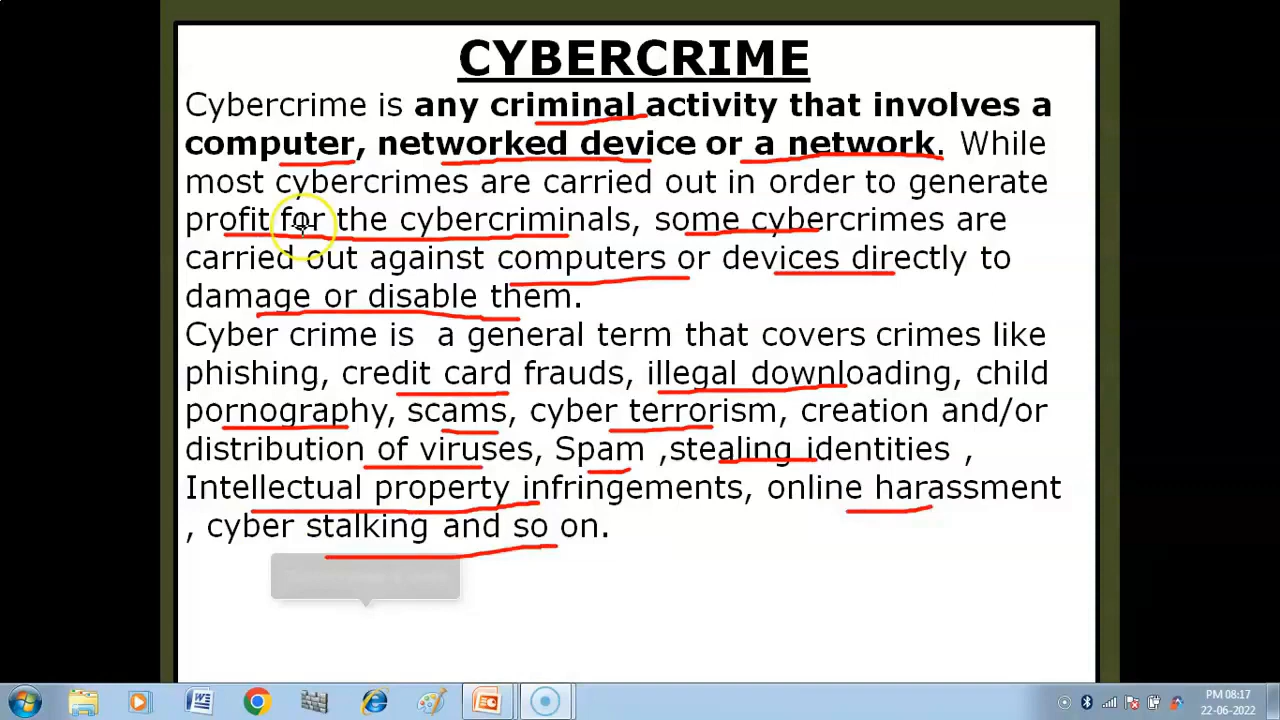 CYBERCRIME
Cybercrime is any criminal activity that involves a
computer, networked device or a network. While
most cybercrimes are carried out in order to generate
profit for the cybercriminals, some cybercrimes are
carried out against computers or devices directly to
damage or disable them.
Cyber crime is  a general term that covers crimes like
phishing, credit card frauds, illegal downloading, child
pornography, scams, cyber terrorism, creation and/or
distribution of viruses, Spam ,stealing identities ,
Intellectual property infringements, online harassment
, cyber stalking and so on.
PM 08:17
22-06-2022